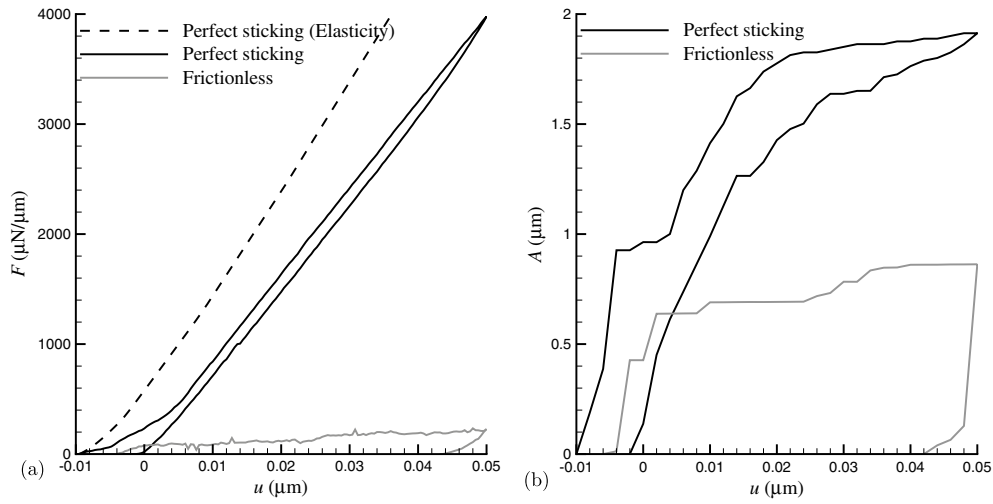 4000
3000
2000
1000
0
F (μN/μm)
Perfect sticking (Elasticity)
Perfect sticking
Frictionless
-0.01
0
0.01
0.02
0.03
0.04
0.05
u (μm)
(a)
2
1.5
1
0.5
0
A (μm)
Perfect sticking
Frictionless
-0.01
0
0.01
0.02
0.03
0.04
0.05
u (μm)
(b)